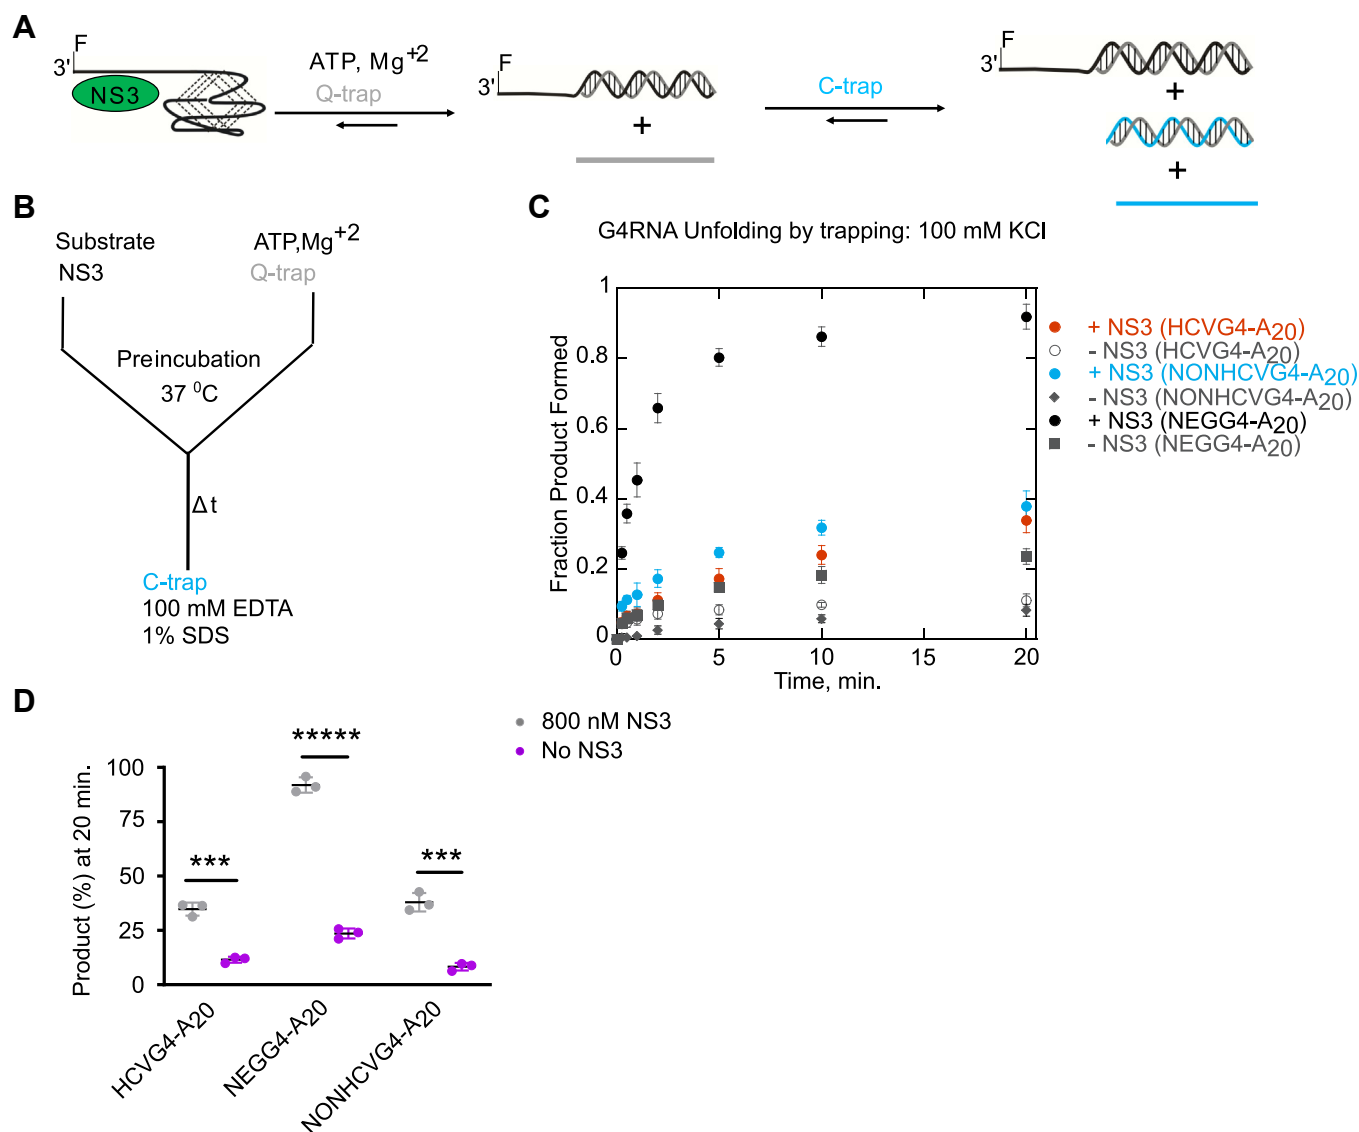 A
F
3'
NS3
ATP, Mg+2
Q-trap
F
3'
+
C-trap
F
3'
+
+
B
Substrate
NS3
ATP,Mg+2
Q-trap
Preincubation
37 0C
Δt
C-trap
100 mM EDTA
1% SDS
C
G4RNA Unfolding by trapping: 100 mM KCl
Fraction Product Formed
1
0.8
0.6
0.4
0.2
0
0
5
10
15
20
Time, min.
+ NS3 (HCVG4-A20)
- NS3 (HCVG4-A20)
+ NS3 (NONHCVG4-A20)
- NS3 (NONHCVG4-A20)
+ NS3 (NEGG4-A20)
- NS3 (NEGG4-A20)
D
800 nM NS3
No NS3
Product (%) at 20 min.
100
75
50
25
0
***
*****
***
HCVG4-A20
NEGG4-A20
NONHCVG4-A20